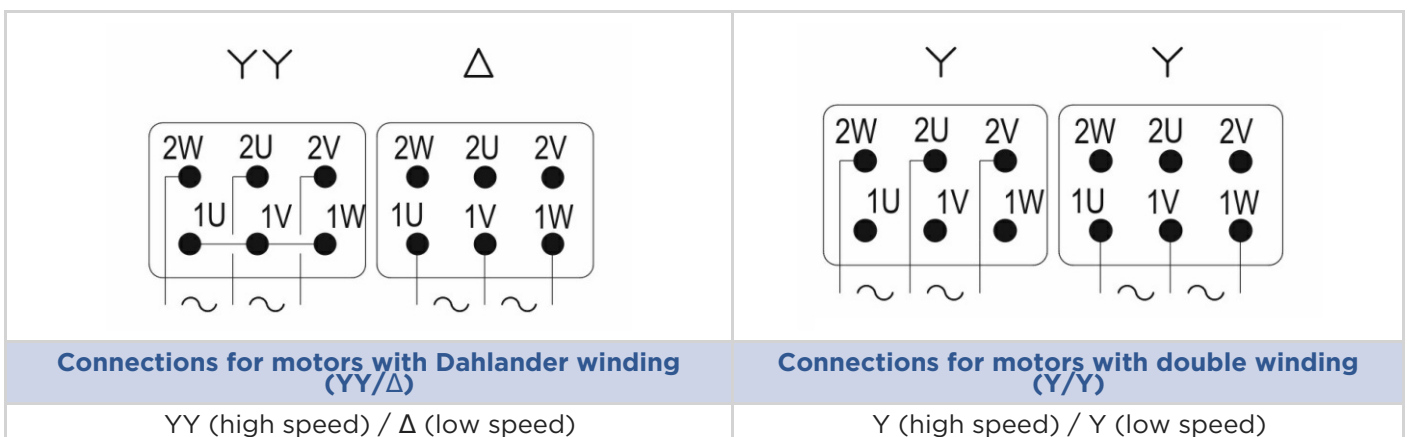 YY Δ
2W 2U 2V 2W 2U 2V
1U 1V 1W 1U 1V 1W
Connections for motors with Dahlander winding
(YY/Δ)
YY (high speed) / Δ (low speed)
Y Y
2W 2U 2V 2W 2U 2V
1U 1V 1W 1U 1V 1W
Connections for motors with double winding
(Y/Y)
Y (high speed) / Y (low speed)